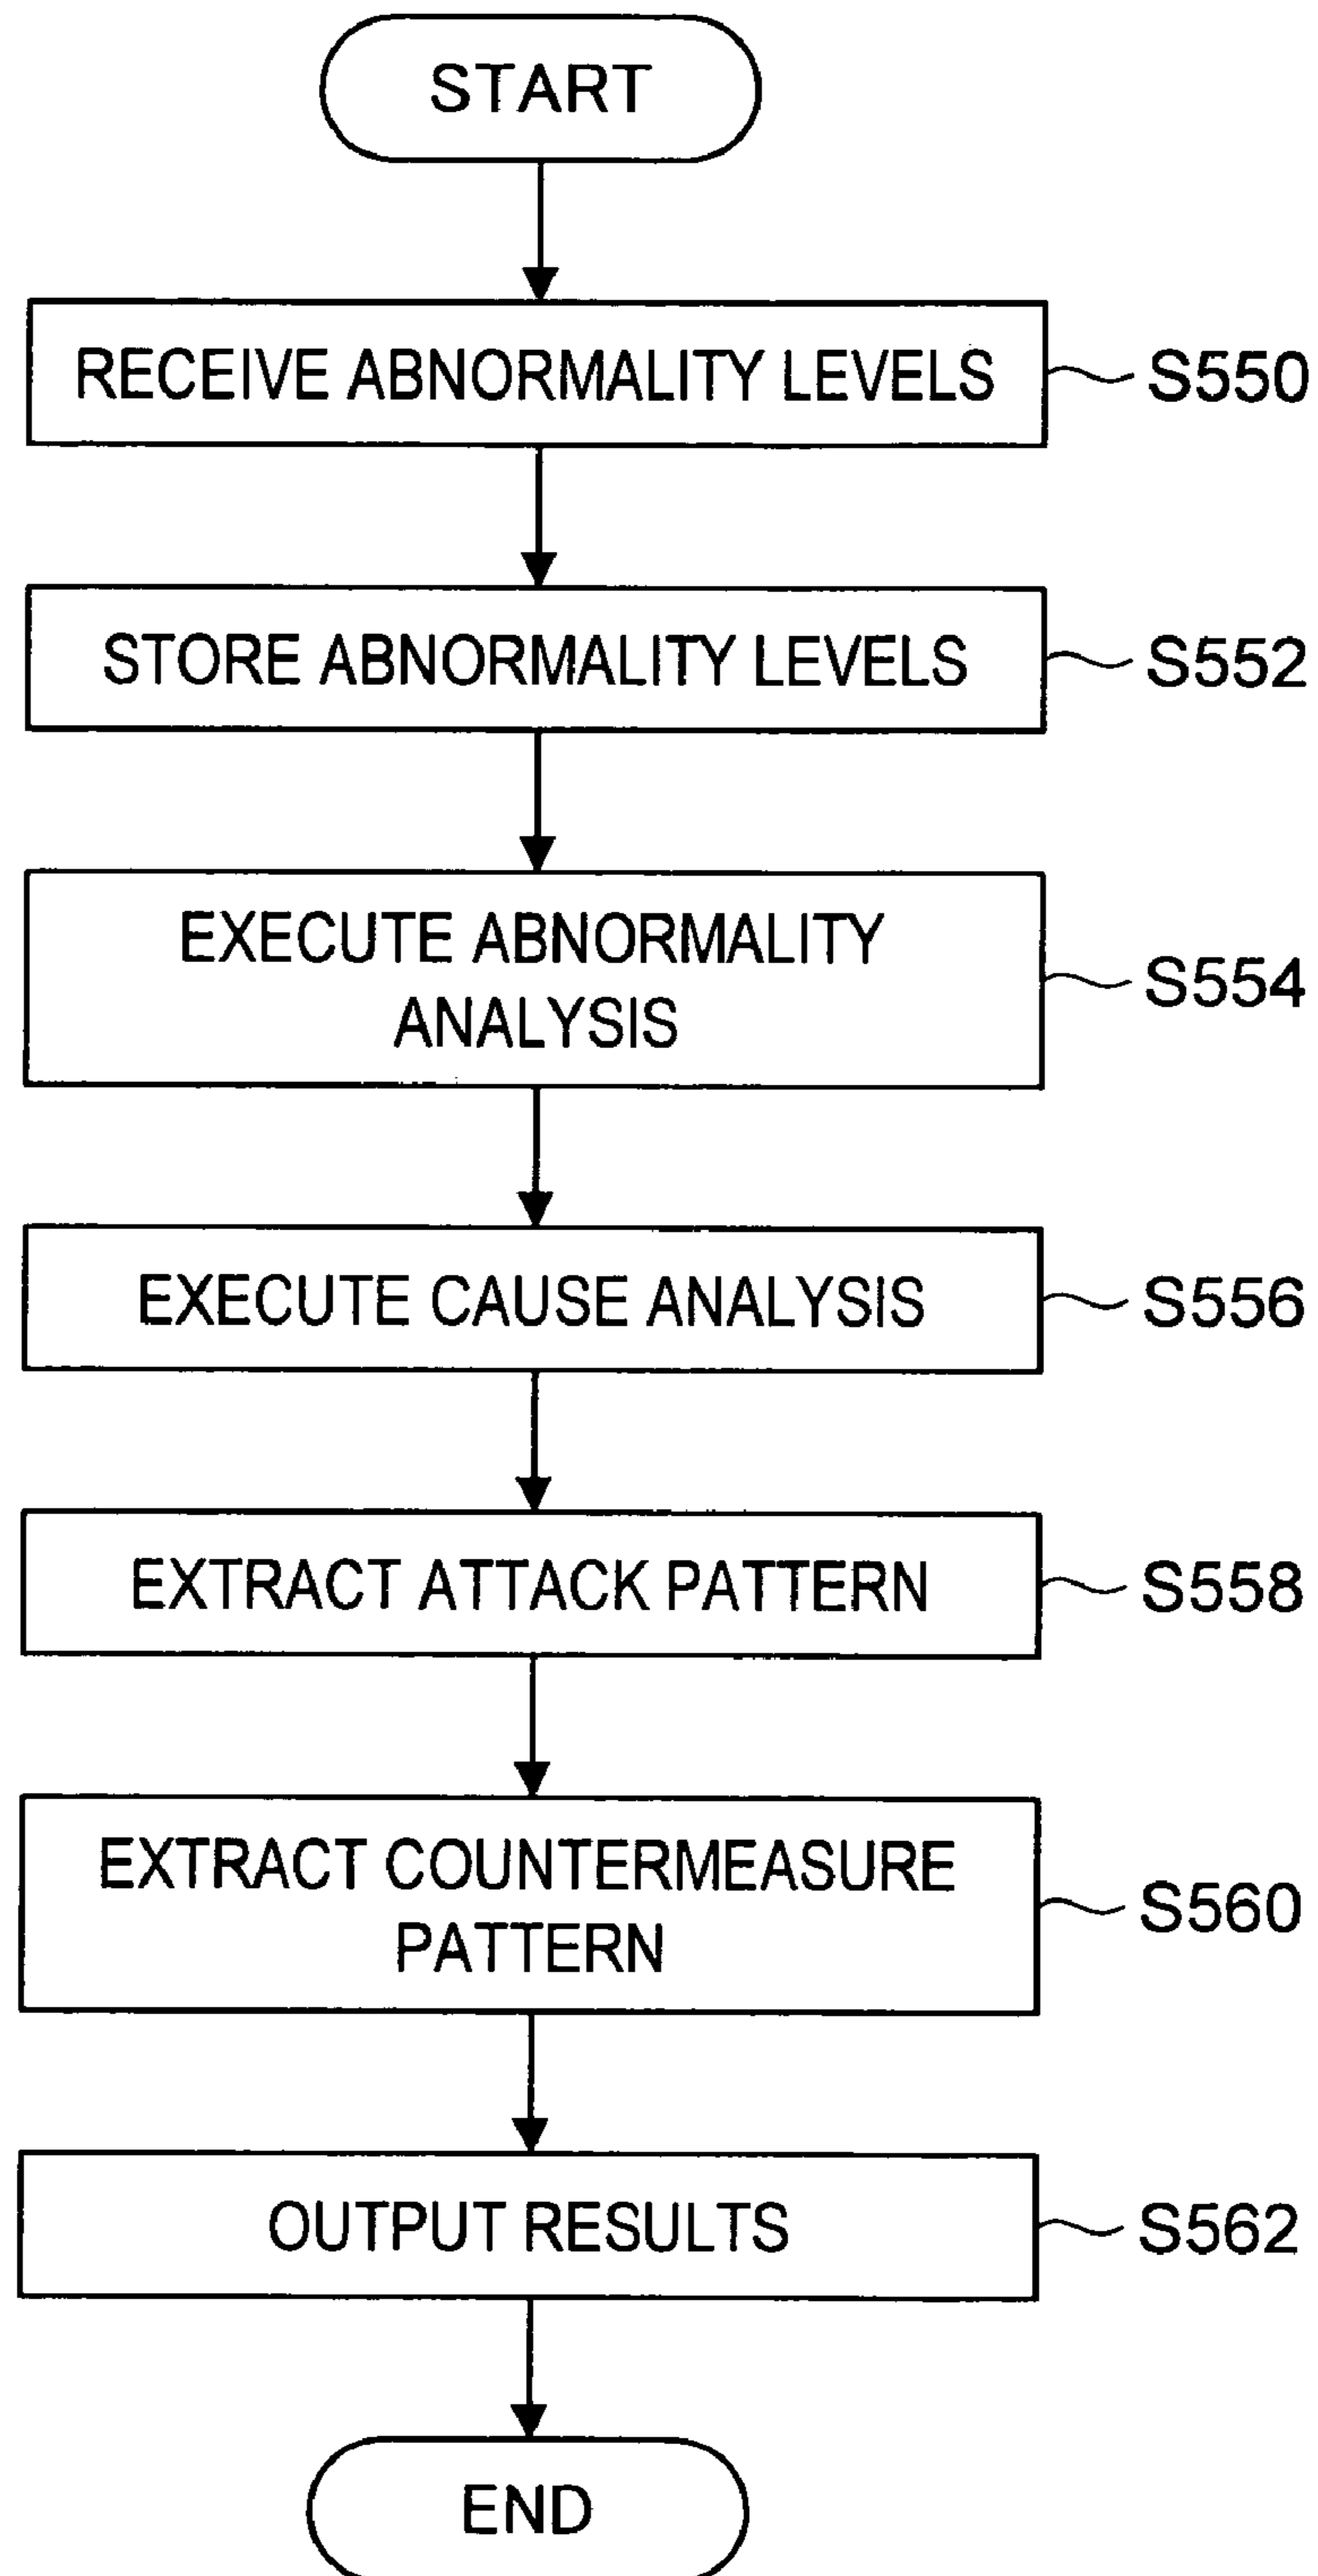 START
RECEIVE ABNORMALITY LEVELS
S550
STORE ABNORMALITY LEVELS
S552
EXECUTE ABNORMALITY
ANALYSIS
S554
EXECUTE CAUSE ANALYSIS
S556
EXTRACT ATTACK PATTERN
S558
EXTRACT COUNTERMEASURE
PATTERN
S560
OUTPUT RESULTS
S562
END